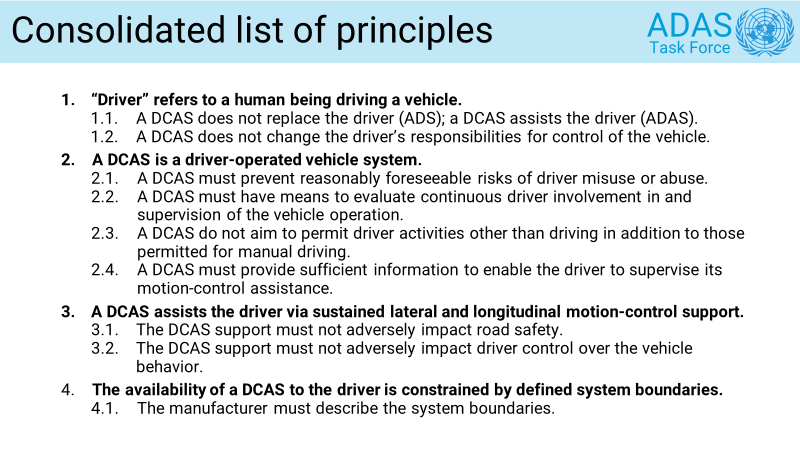 Consolidated list of principles
ADAS
Task Force
1. “Driver” refers to a human being driving a vehicle.
1.1. A DCAS does not replace the driver (ADS); a DCAS assists the driver (ADAS).
1.2. A DCAS does not change the driver’s responsibilities for control of the vehicle.
2. A DCAS is a driver-operated vehicle system.
2.1. A DCAS must prevent reasonably foreseeable risks of driver misuse or abuse.
2.2. A DCAS must have means to evaluate continuous driver involvement in and
supervision of the vehicle operation.
2.3. A DCAS do not aim to permit driver activities other than driving in addition to those
permitted for manual driving.
2.4. A DCAS must provide sufficient information to enable the driver to supervise its
motion-control assistance.
3. A DCAS assists the driver via sustained lateral and longitudinal motion-control support.
3.1. The DCAS support must not adversely impact road safety.
3.2. The DCAS support must not adversely impact driver control over the vehicle
behavior.
4. The availability of a DCAS to the driver is constrained by defined system boundaries.
4.1. The manufacturer must describe the system boundaries.